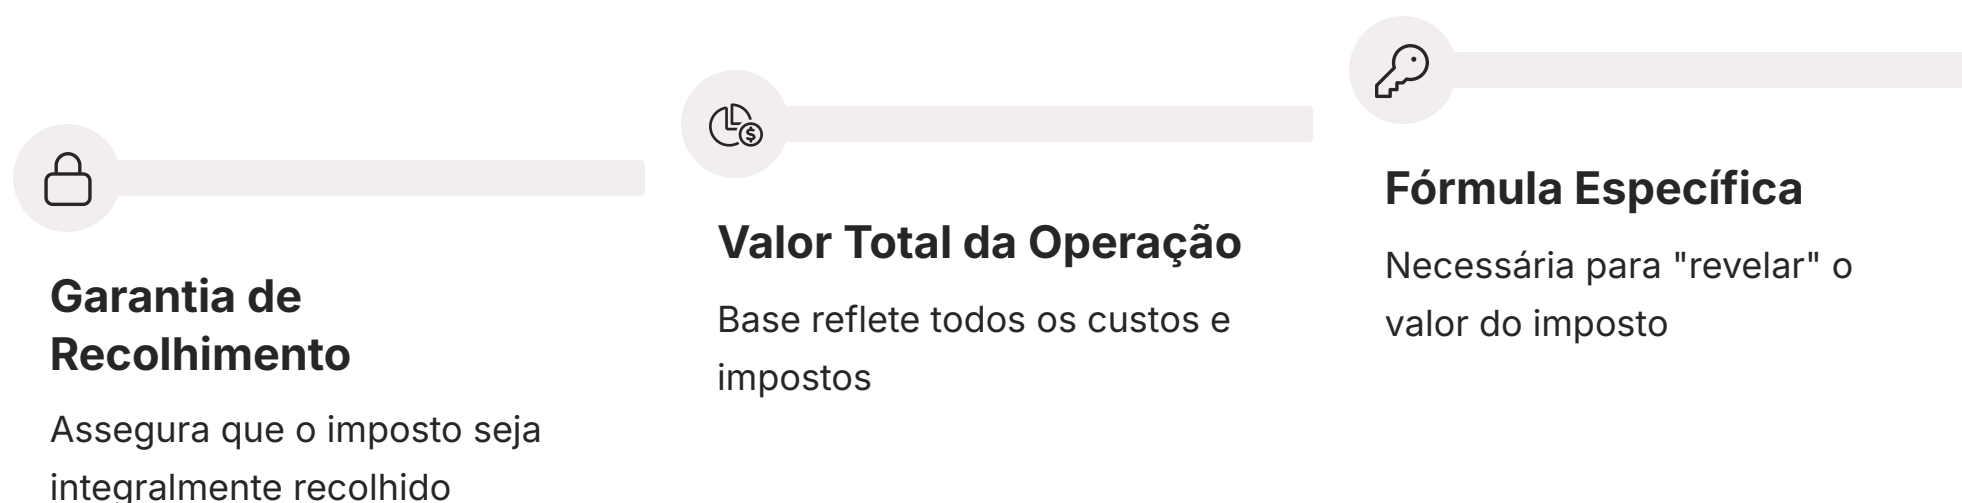 Garantia de
Recolhimento
Assegura que o imposto seja
integralmente recolhido
Valor Total da Operação
Base reflete todos os custos e
impostos
Fórmula Específica
Necessária para "revelar" o
valor do imposto